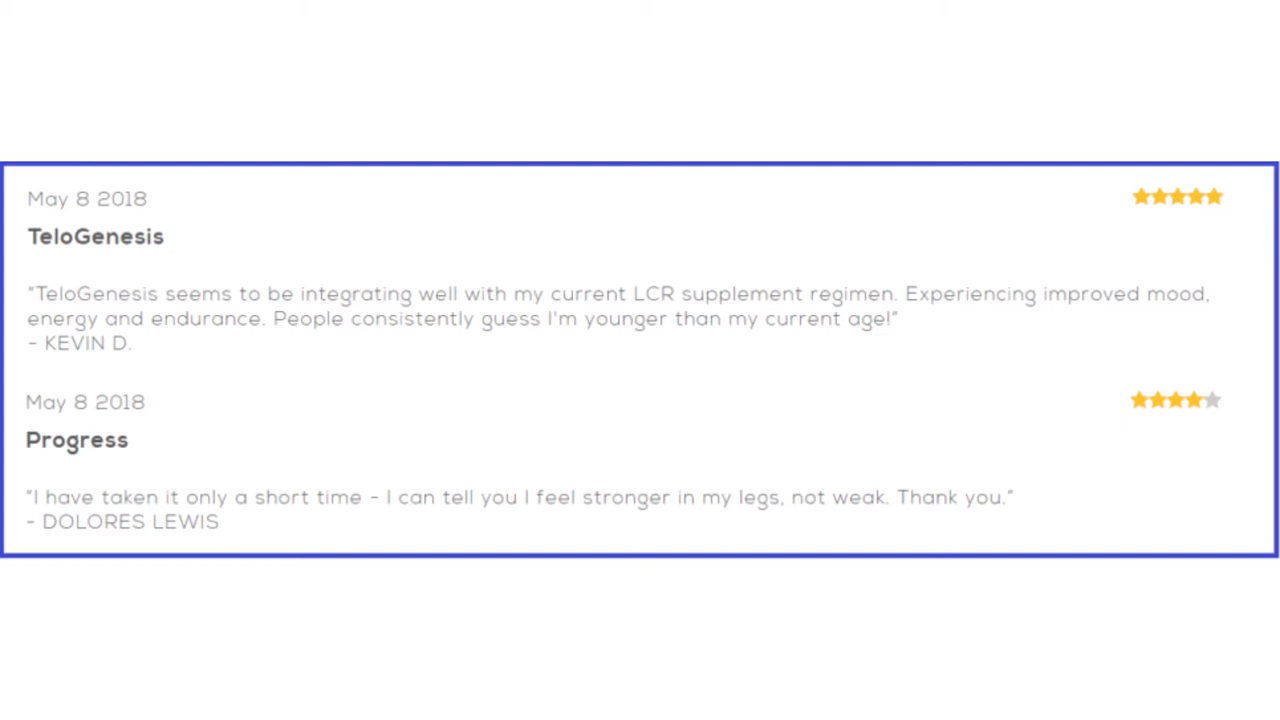 May 8 2018
TeloGenesis
"TeloGenesis seems to be integrating well with my current LCR supplement regimen. Experiencing improved mood,
energy and endurance. People consistently guess I'm younger than my current age!"
- KEVIN D.
May 8 2018
Progress
"I have taken it only a short time - I can tell you I feel stronger in my legs, not weak. Thank you."
- DOLORES LEWIS